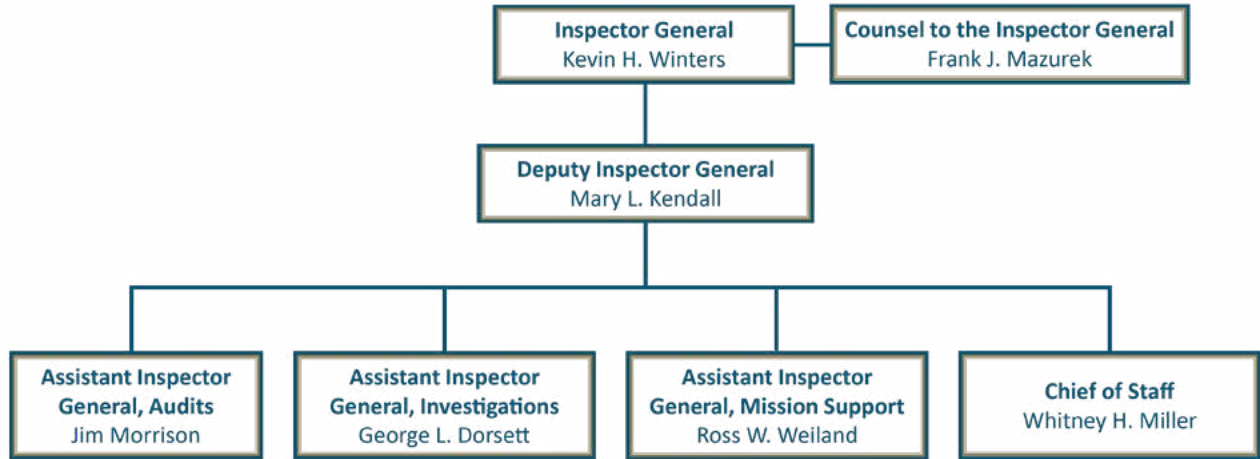 Inspector General
Kevin H. Winters
Counsel to the Inspector General
Frank J. Mazurek
Deputy Inspector General
Mary L. Kendall
Assistant Inspector
General, Audits
Jim Morrison
Assistant Inspector
General, Investigations
George L. Dorsett
Assistant Inspector
General, Mission Support
Ross W. Weiland
Chief of Staff
Whitney H. Miller